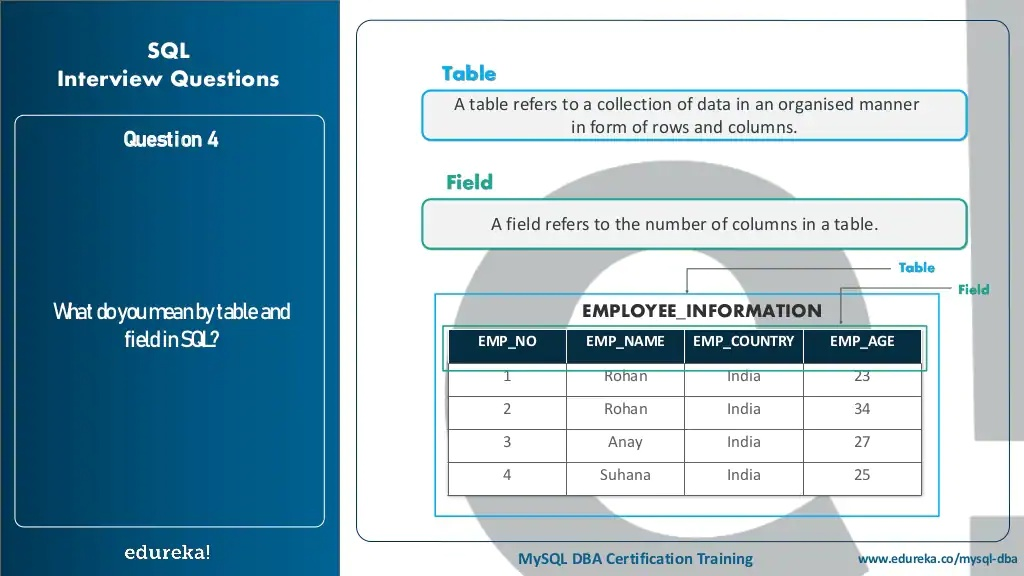 SQL
Interview Questions
Question 4
What do you mean by table and
field in SQL?
edureka!
Table
A table refers to a collection of data in an organised manner
in form of rows and columns.
Field
A field refers to the number of columns in a table.
Table
Field
EMPLOYEE_INFORMATION
EMP_NO EMP_NAME EMP_COUNTRY EMP_AGE
1 Rohan India 23
2 Rohan India 34
3 Anay India 27
4 Suhana India 25
MySQL DBA Certification Training
www.edureka.co/mysql-dba